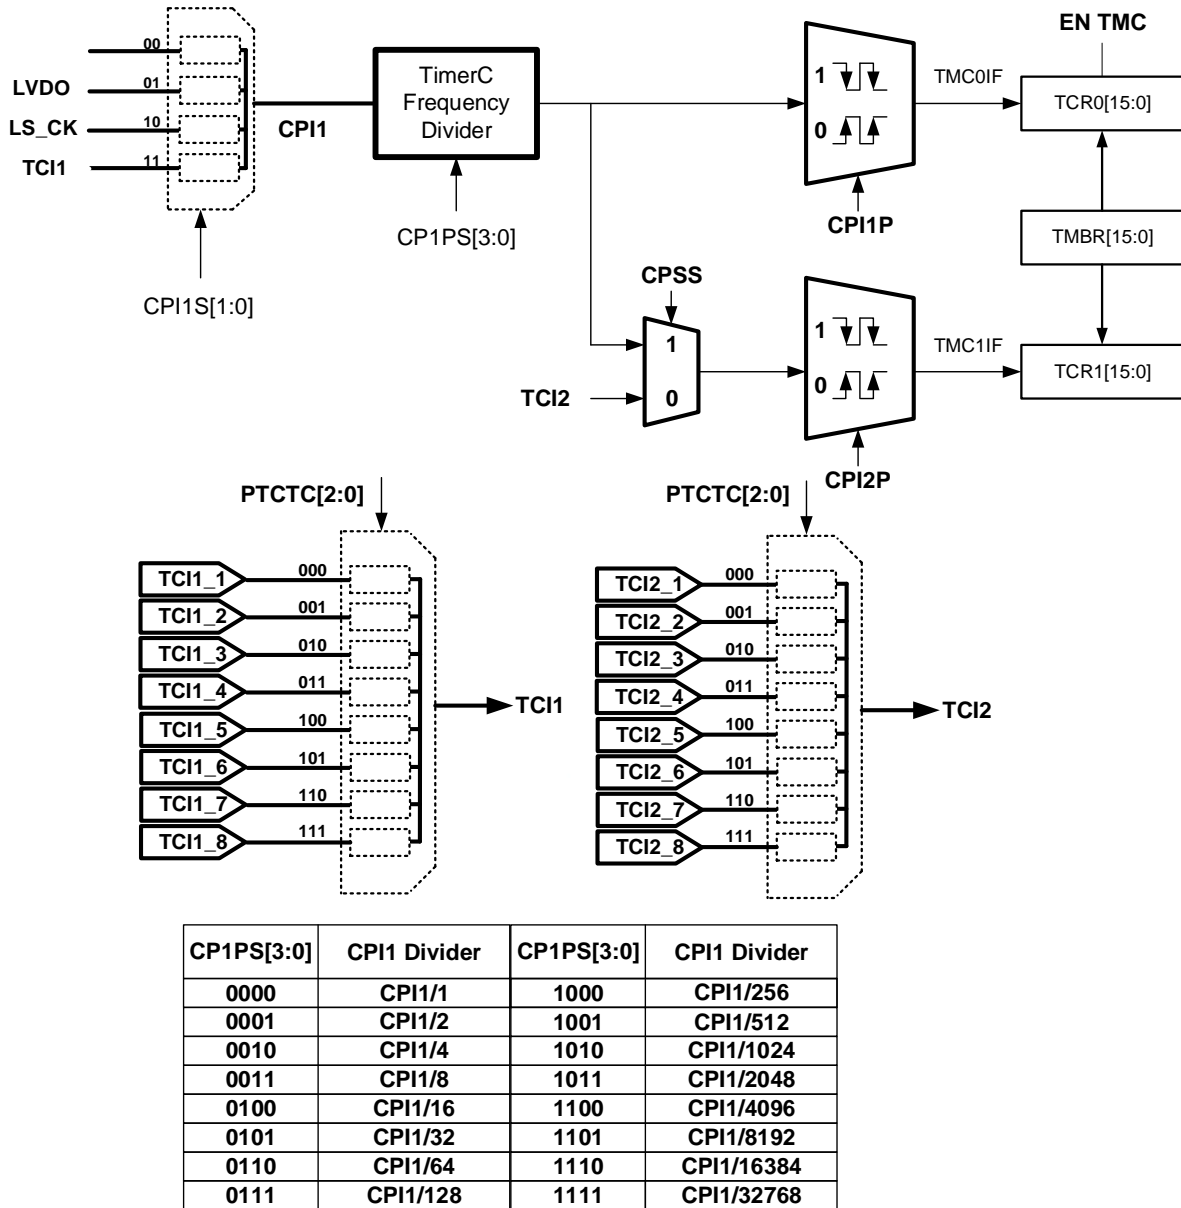 EN TMC
00
LVDO
01
LS_CK
10
TCI1
11
CPI1
TimerC
Frequency
Divider
1
0
TMC0IF
TCR0[15:0]
CPI1P
CP1PS[3:0]
TMBR[15:0]
CPI1S[1:0]
CPSS
1
0
TCI2
1
0
TMC1IF
TCR1[15:0]
CPI2P
PTCTC[2:0]
TCI1_1 000
TCI1_2 001
TCI1_3 010
TCI1_4 011
TCI1_5 100
TCI1_6 101
TCI1_7 110
TCI1_8 111
TCI1
PTCTC[2:0]
TCI2_1 000
TCI2_2 001
TCI2_3 010
TCI2_4 011
TCI2_5 100
TCI2_6 101
TCI2_7 110
TCI2_8 111
TCI2
CP1PS[3:0] CPI1 Divider CP1PS[3:0] CPI1 Divider
0000 CPI1/1 1000 CPI1/256
0001 CPI1/2 1001 CPI1/512
0010 CPI1/4 1010 CPI1/1024
0011 CPI1/8 1011 CPI1/2048
0100 CPI1/16 1100 CPI1/4096
0101 CPI1/32 1101 CPI1/8192
0110 CPI1/64 1110 CPI1/16384
0111 CPI1/128 1111 CPI1/32768